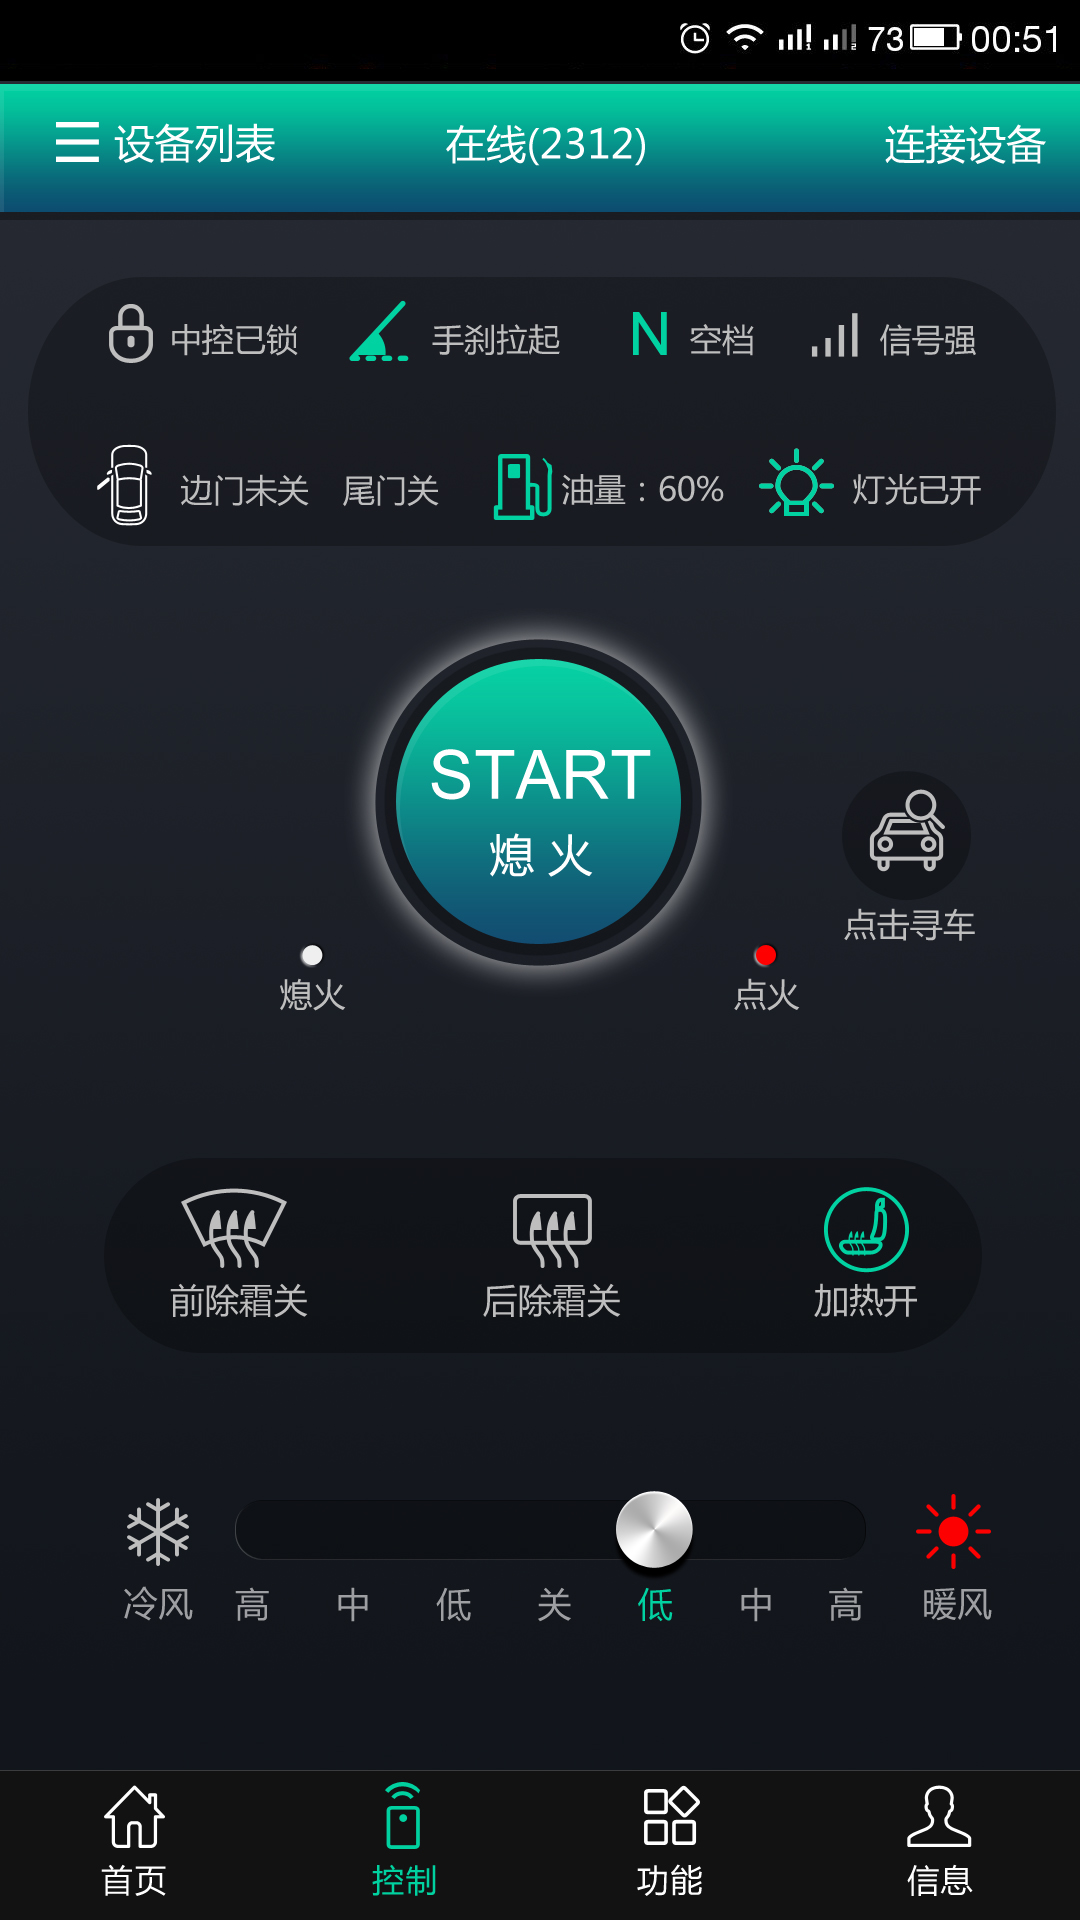 73 00:51
设备列表 在线(2312) 连接设备
中控已锁 手刹拉起 N 空档 信号强
边门未关 尾门关 油量：60% 灯光已开
START
熄火
点击寻车
熄火 点火
前除霜关 后除霜关 加热开
冷风 高 中 低 关 低 中 高 暖风
首页 控制 功能 信息